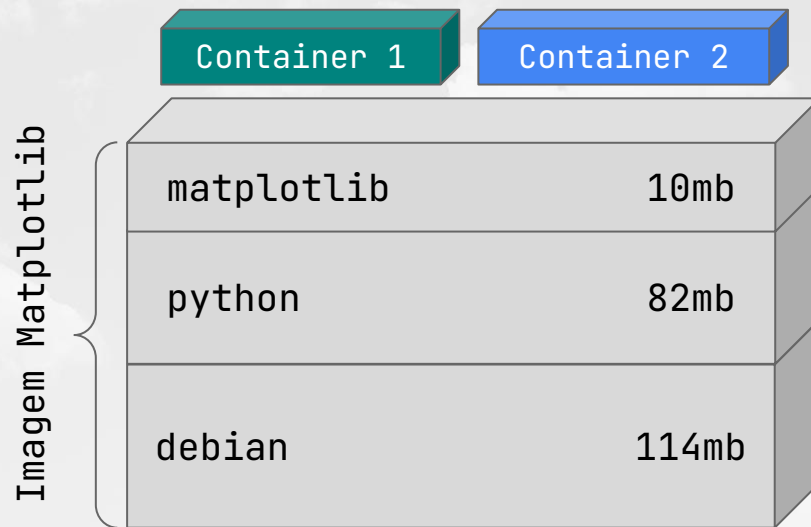 Container 1
Container 2
Imagem Matplotlib
matplotlib 10mb
python 82mb
debian 114mb